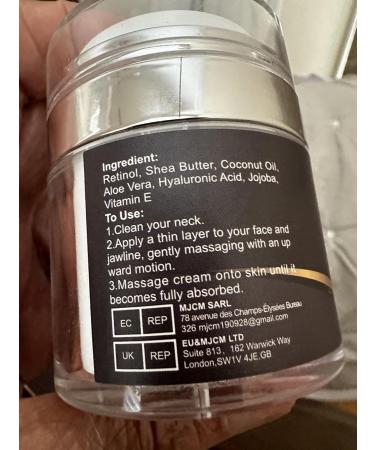 Ingredient:
Retinol, Shea Butter, Coconut Oil,
Aloe Vera, Hyaluronic Acid, Jojoba,
Vitamin E
To Use:
1.Clean your neck.
2.Apply a thin layer to your face and
jawline, gently massaging with an up
ward motion.
3.Massage cream onto skin until it
becomes fully absorbed.
EC REP
MJCM SARL
78 avenue des Champs-Élysées Bureau
326 mjcm190928@gmail.com
UK REP
EU&MJCM LTD
Suite 813, 162 Warwick Way
London,SW1V 4JE.GB